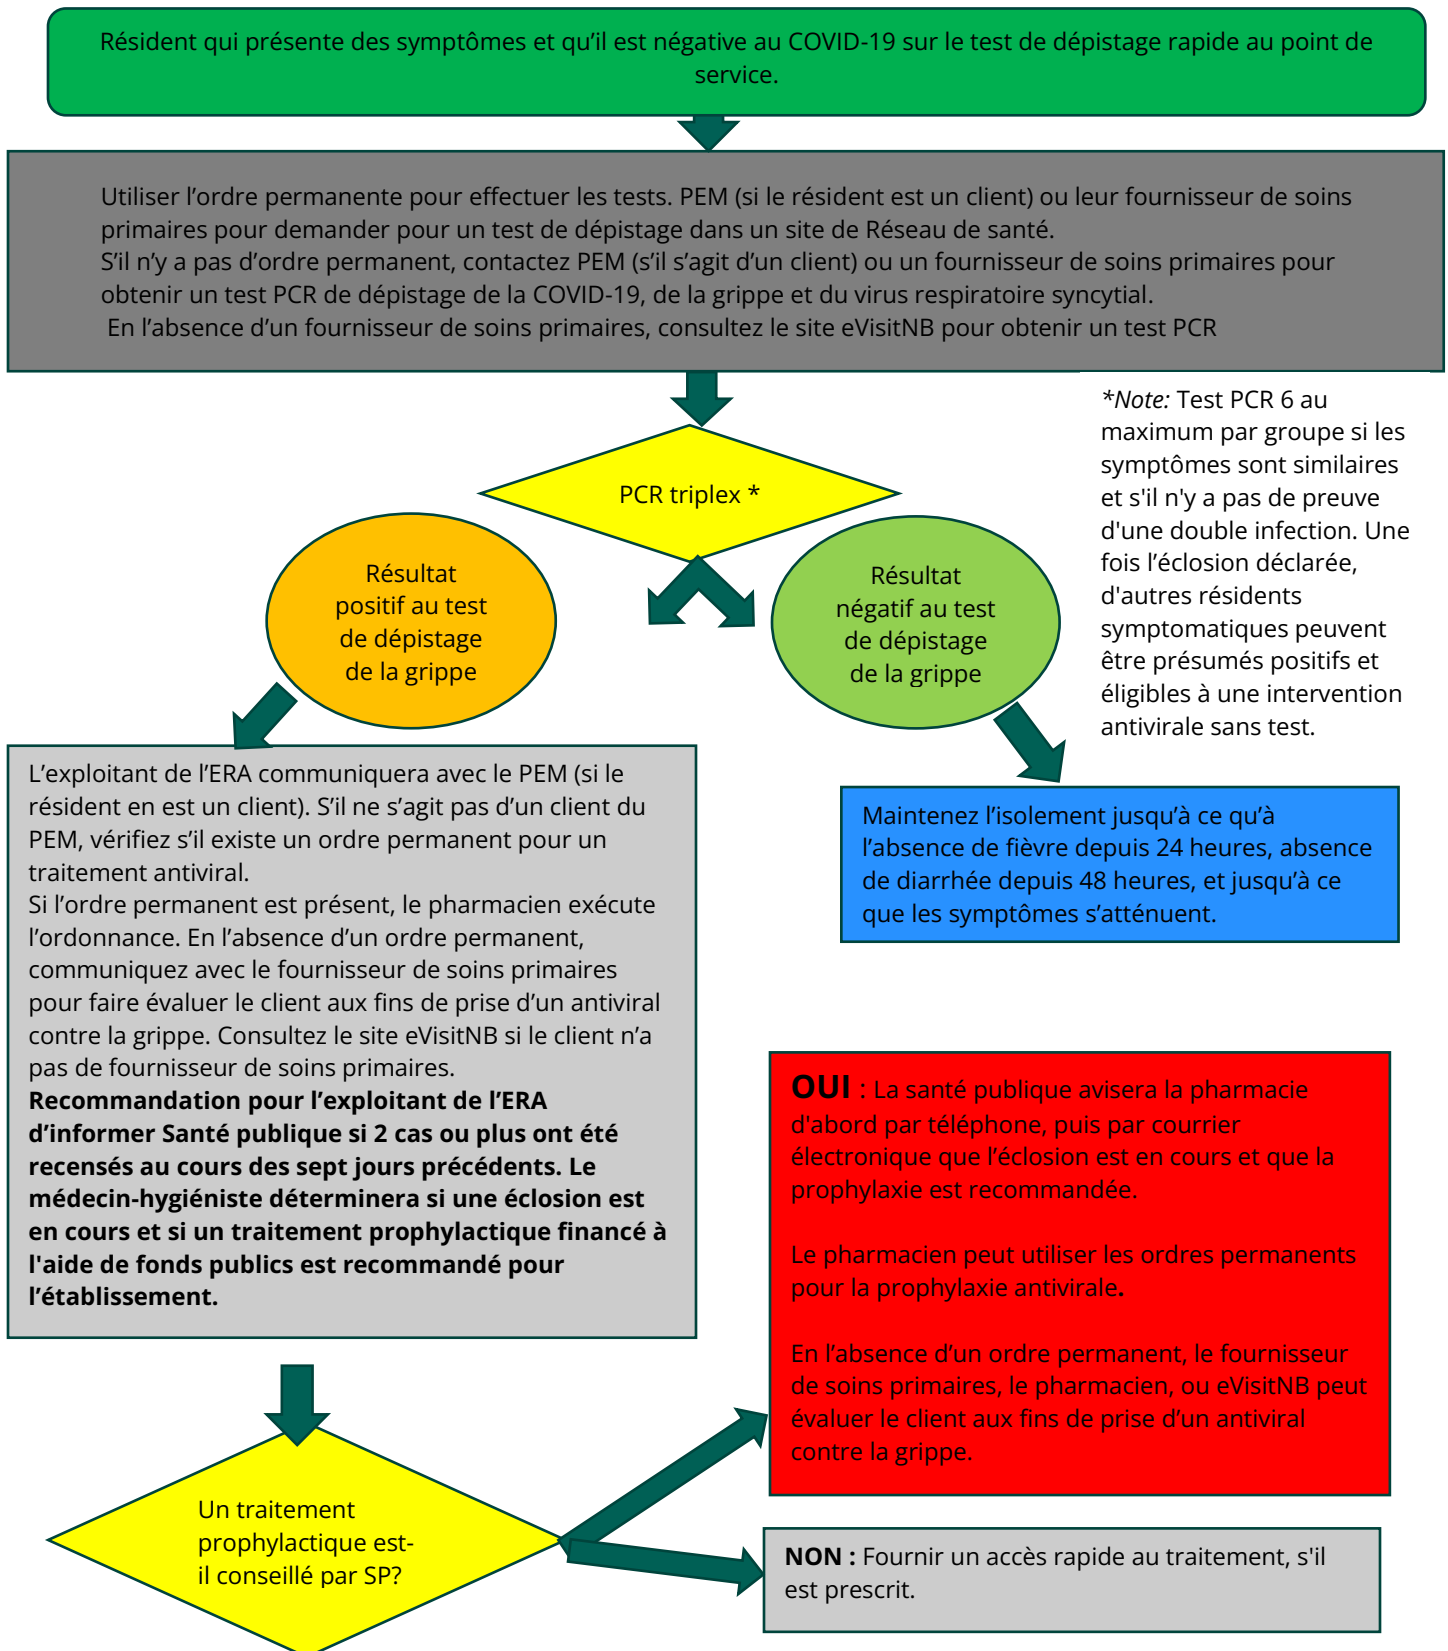 Résident qui présente des symptômes et qu’il est négative au COVID-19 sur le test de dépistage rapide au point de
service.
Utiliser l’ordre permanente pour effectuer les tests. PEM (si le résident est un client) ou leur fournisseur de soins
primaires pour demander pour un test de dépistage dans un site de Réseau de santé.
S’il n’y a pas d’ordre permanent, contactez PEM (s’il s’agit d’un client) ou un fournisseur de soins primaires pour
obtenir un test PCR de dépistage de la COVID-19, de la grippe et du virus respiratoire syncytial.
En l’absence d’un fournisseur de soins primaires, consultez le site eVisitNB pour obtenir un test PCR
*Note: Test PCR 6 au
maximum par groupe si les
symptômes sont similaires
et s'il n'y a pas de preuve
d'une double infection. Une
fois l’éclosion déclarée,
d'autres résidents
symptomatiques peuvent
être présumés positifs et
éligibles à une intervention
antivirale sans test.
PCR triplex *
Résultat
positif au test
de dépistage
de la grippe
Résultat
négatif au test
de dépistage
de la grippe
L’exploitant de l’ERA communiquera avec le PEM (si le
résident en est un client). S’il ne s’agit pas d’un client du
PEM, vérifiez s’il existe un ordre permanent pour un
traitement antiviral.
Si l’ordre permanent est présent, le pharmacien exécute
l’ordonnance. En l’absence d’un ordre permanent,
communiquez avec le fournisseur de soins primaires
pour faire évaluer le client aux fins de prise d’un antiviral
contre la grippe. Consultez le site eVisitNB si le client n’a
pas de fournisseur de soins primaires.
Recommandation pour l’exploitant de l’ERA
d’informer Santé publique si 2 cas ou plus ont été
recensés au cours des sept jours précédents. Le
médecin-hygiéniste déterminera si une éclosion est
en cours et si un traitement prophylactique financé à
l'aide de fonds publics est recommandé pour
l’établissement.
Maintenez l’isolement jusqu’à ce qu’à
l’absence de fièvre depuis 24 heures, absence
de diarrhée depuis 48 heures, et jusqu’à ce
que les symptômes s’atténuent.
OUI : La santé publique avisera la pharmacie
d'abord par téléphone, puis par courrier
électronique que l’éclosion est en cours et que la
prophylaxie est recommandée.
Le pharmacien peut utiliser les ordres permanents
pour la prophylaxie antivirale.
En l’absence d’un ordre permanent, le fournisseur
de soins primaires, le pharmacien, ou eVisitNB peut
évaluer le client aux fins de prise d’un antiviral
contre la grippe.
Un traitement
prophylactique est-
il conseillé par SP?
NON : Fournir un accès rapide au traitement, s'il
est prescrit.